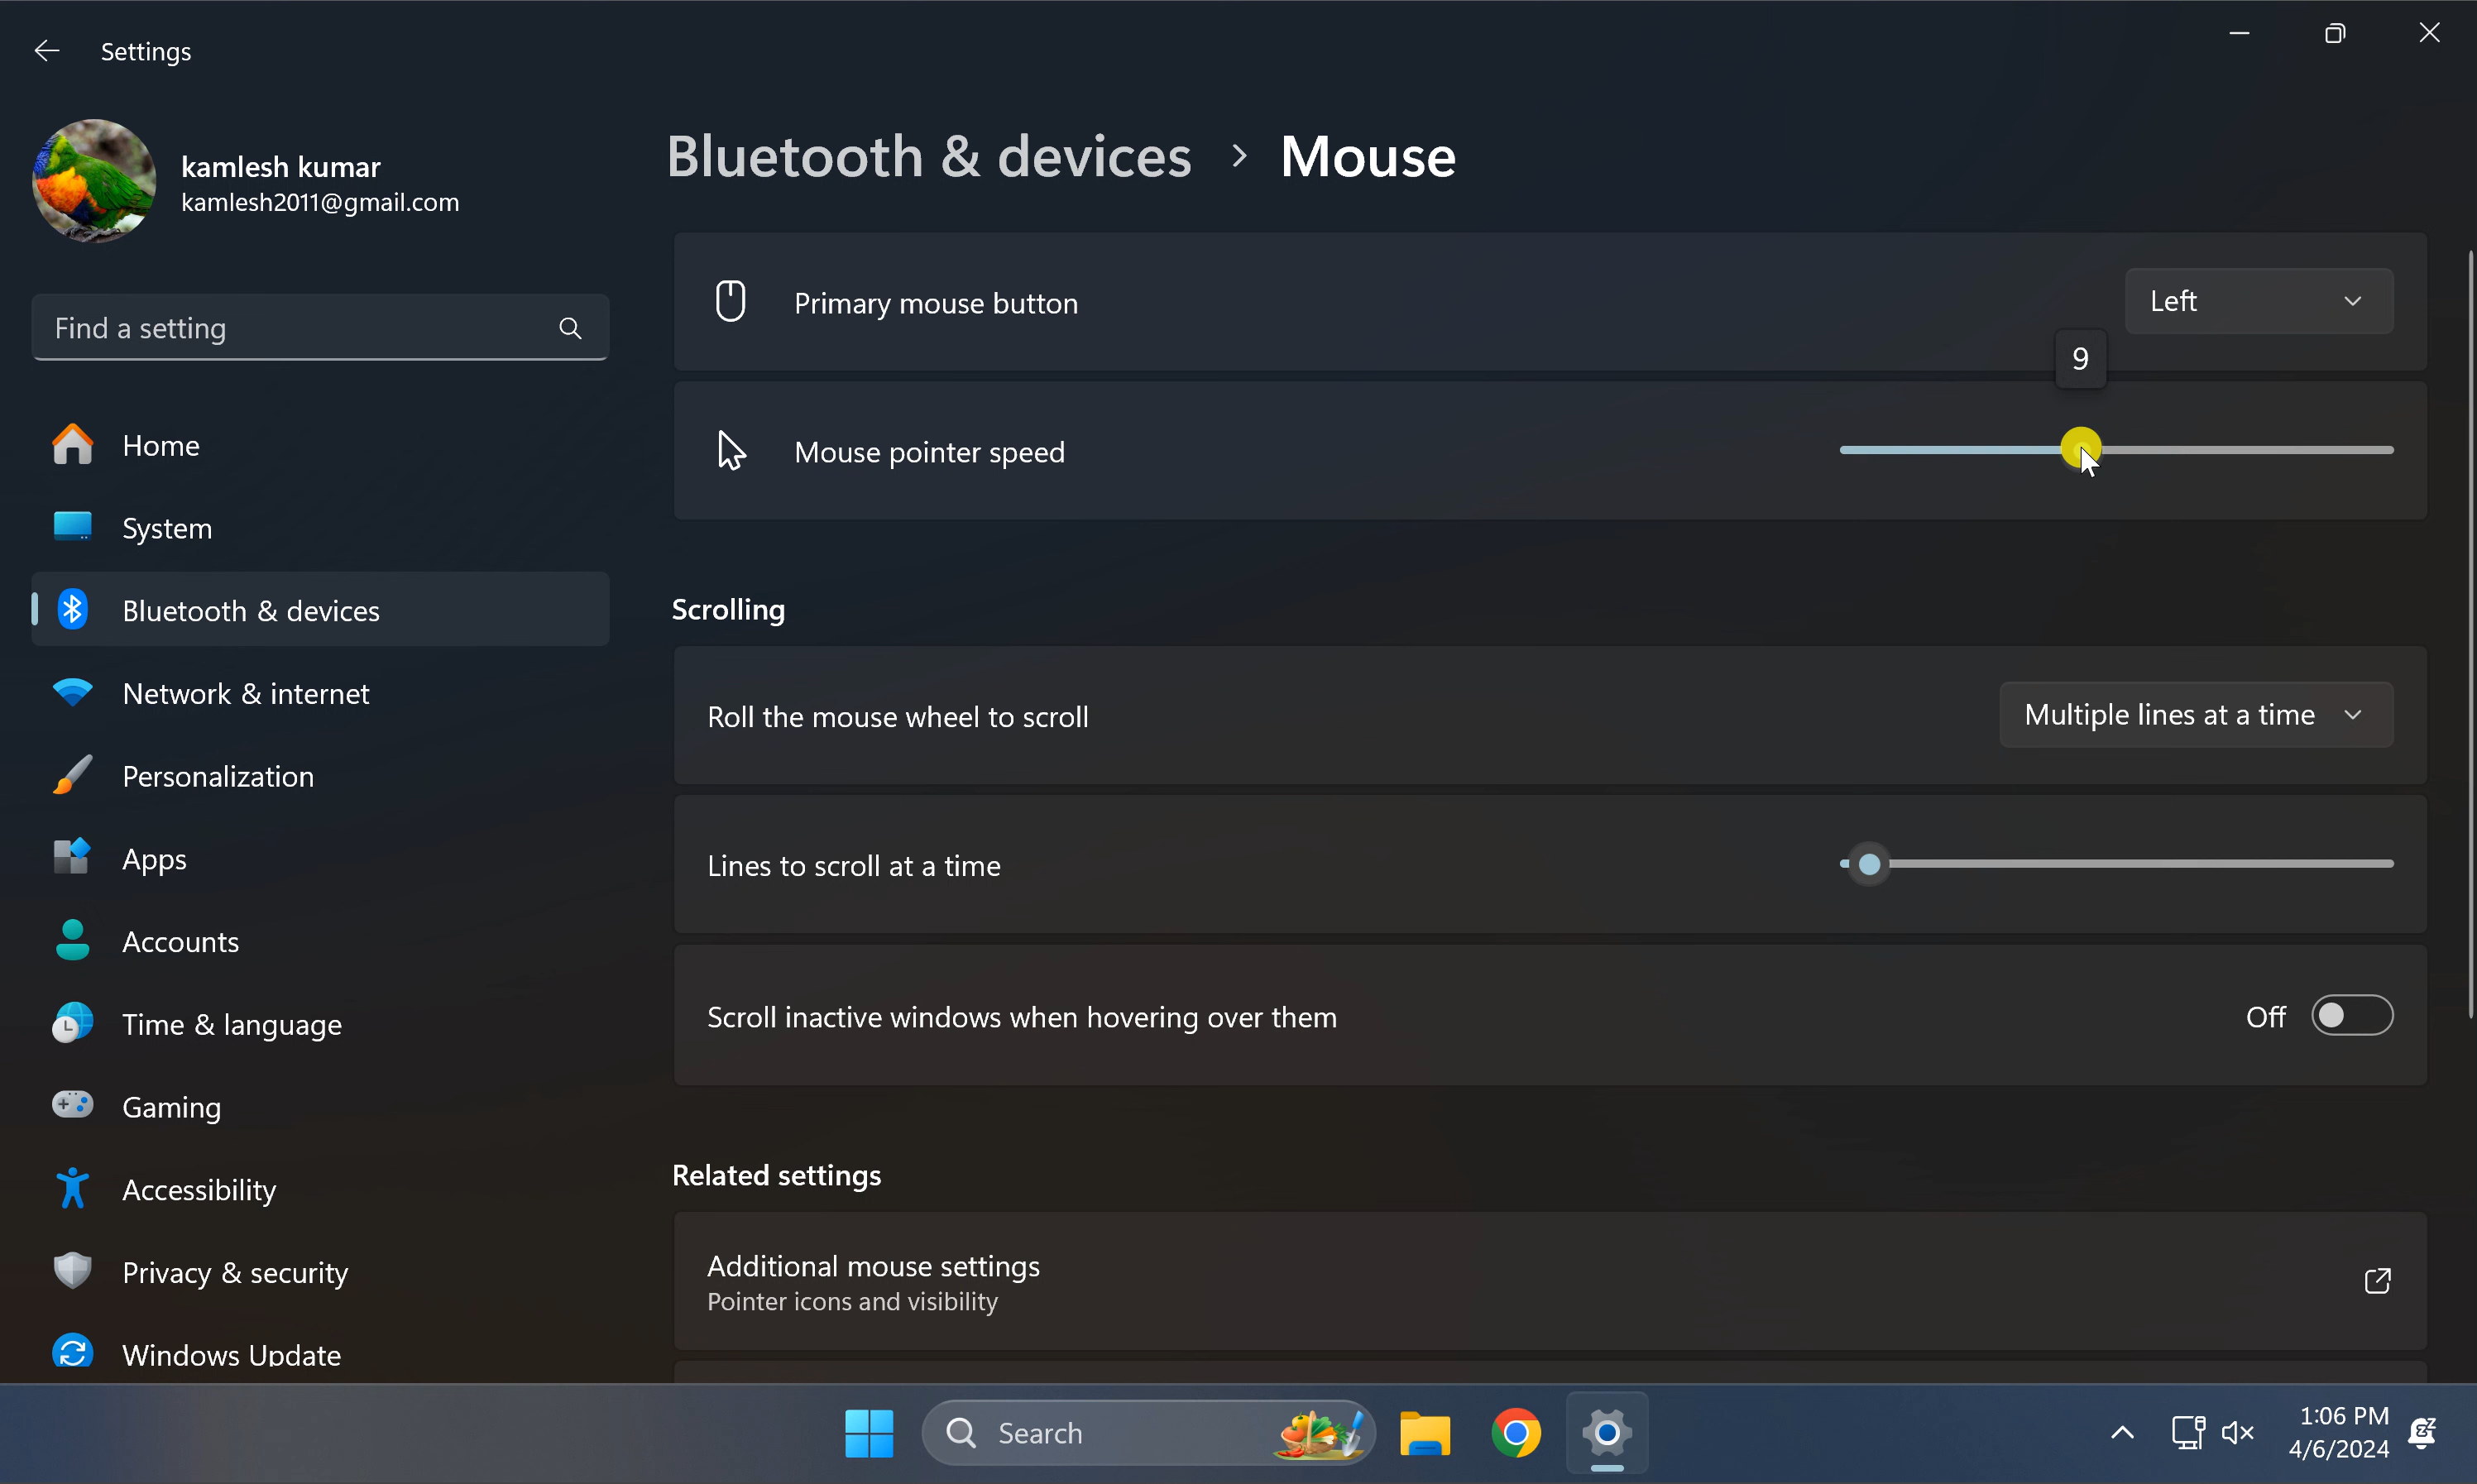 Settings
kamlesh kumar
kamlesh2011@gmail.com
Find a setting
Home
System
Bluetooth & devices
Network & internet
Personalization
Apps
Accounts
Time & language
Gaming
Accessibility
Privacy & security
Windows Update
Bluetooth & devices > Mouse
Primary mouse button
Left
9
Mouse pointer speed
Scrolling
Roll the mouse wheel to scroll
Multiple lines at a time
Lines to scroll at a time
Scroll inactive windows when hovering over them
Off
Related settings
Additional mouse settings
Pointer icons and visibility
Search
1:06 PM
4/6/2024